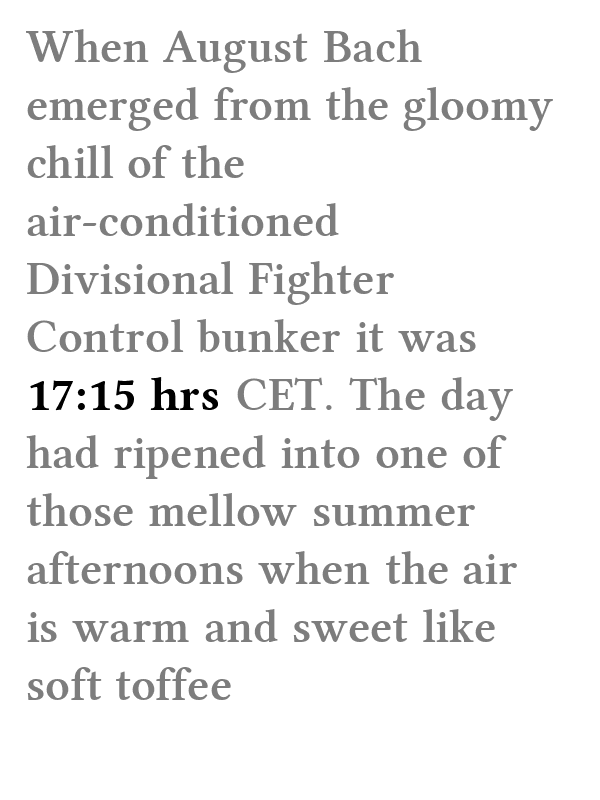 When August Bach
emerged from the gloomy
chill of the
air-conditioned
Divisional Fighter
Control bunker it was
17:15 hrs CET. The day
had ripened into one of
those mellow summer
afternoons when the air
is warm and sweet like
soft toffee